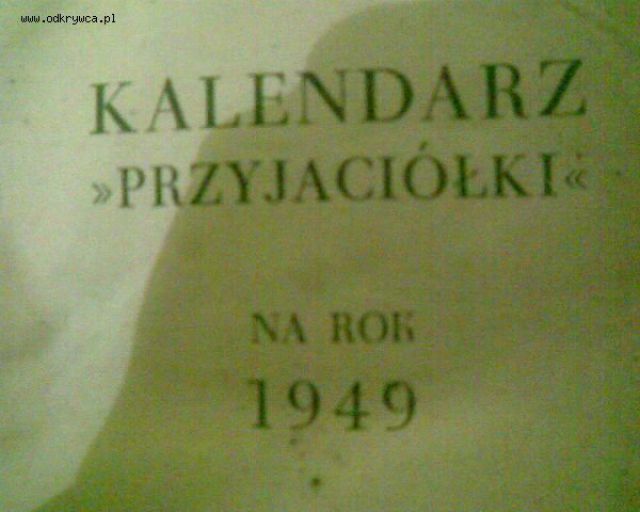 www.odkrywca.pl
KALENDARZ
»PRZYJACIÓŁKI«
NA ROK
1949